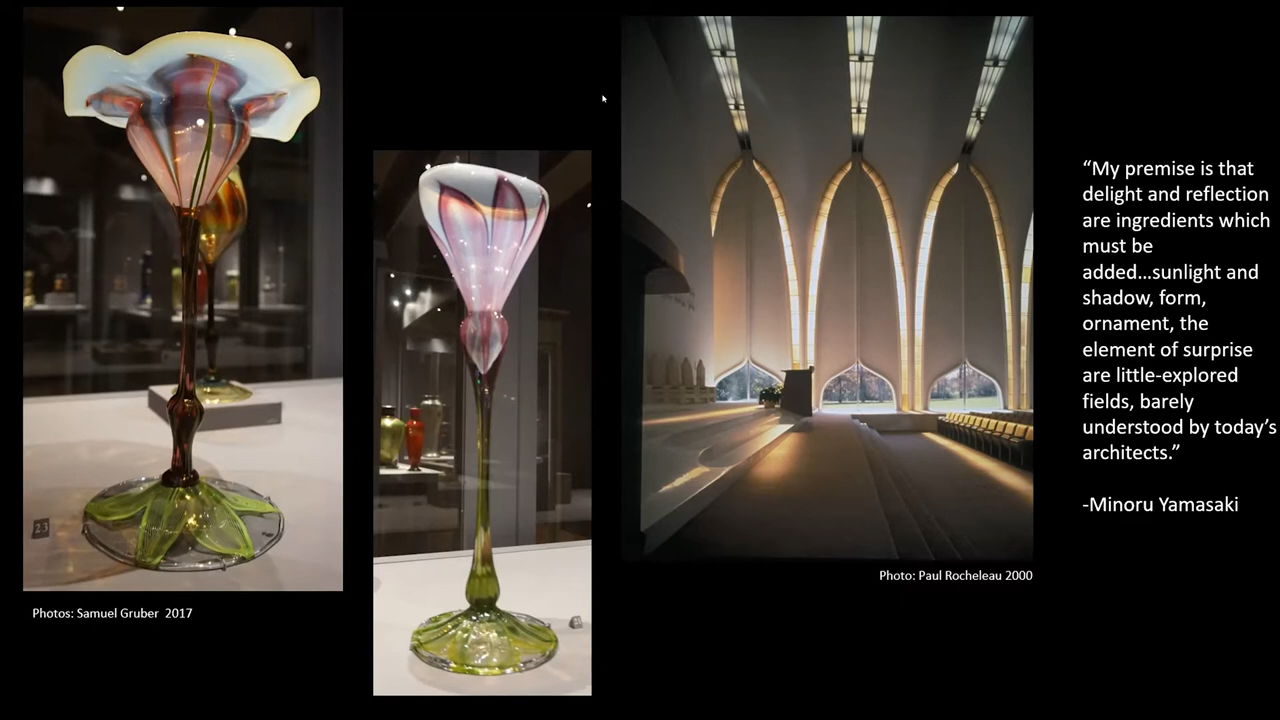 23
Photos: Samuel Gruber 2017
Photo: Paul Rocheleau 2000
“My premise is that
delight and reflection
are ingredients which
must be
added…sunlight and
shadow, form,
ornament, the
element of surprise
are little-explored
fields, barely
understood by today’s
architects.”
-Minoru Yamasaki